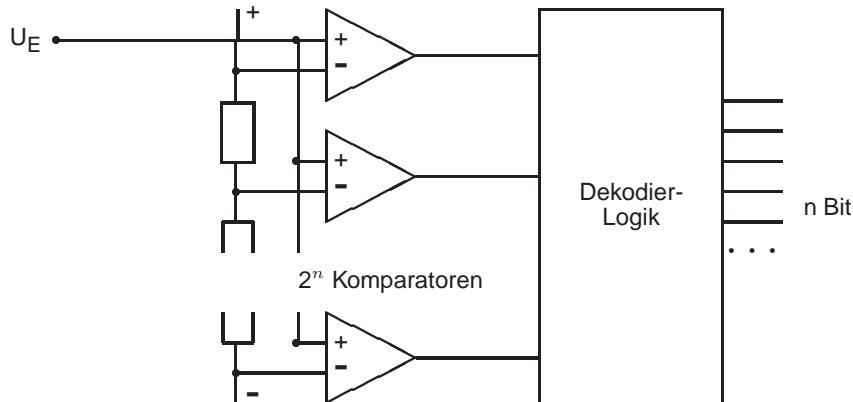 +
U_E
+
-
+
-
Dekodier-
Logik
n Bit
. . .
2^n Komparatoren
+
-
-